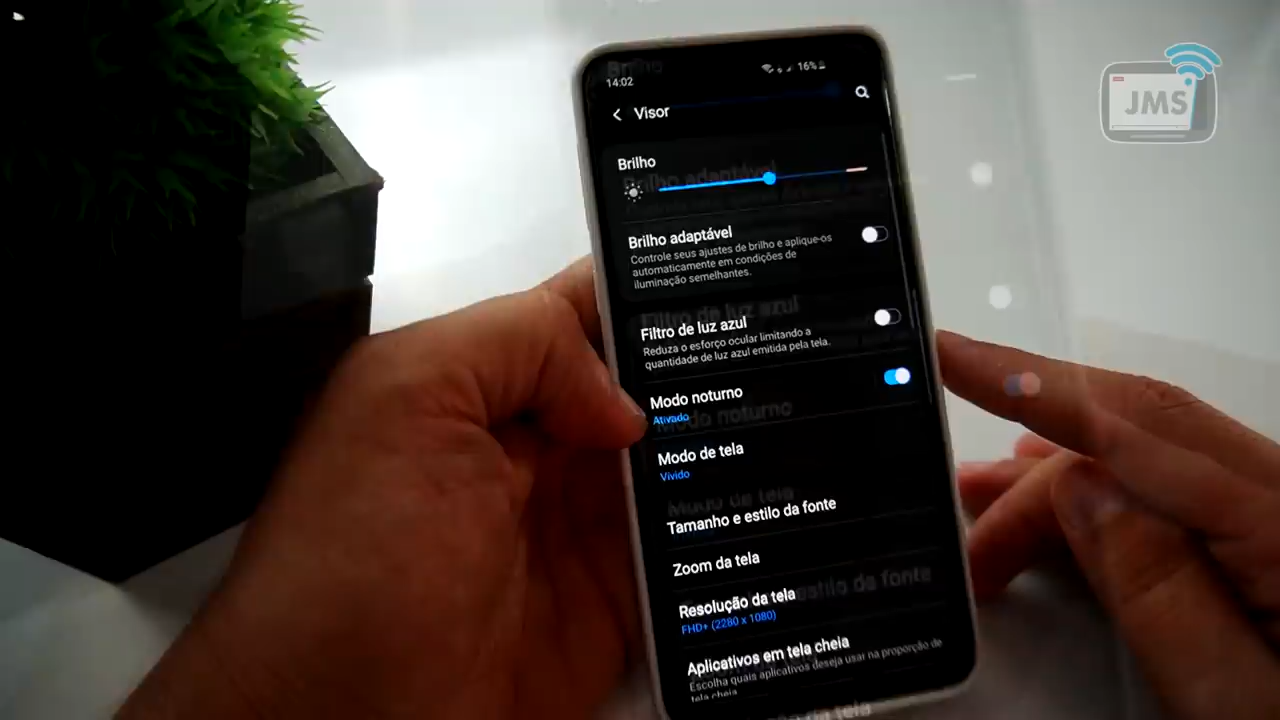 14:02
16%
Visor
JMS
Brilho
Brilho adaptável
Controle seus ajustes de brilho e aplique-os
automaticamente em condições de
iluminação semelhantes.
Filtro de luz azul
Reduza o esforço ocular limitando a
quantidade de luz azul emitida pela tela.
Modo noturno
Ativado
Modo de tela
Vívido
Tamanho e estilo da fonte
Zoom da tela
Resolução da tela
FHD+ (2280 x 1080)
Aplicativos em tela cheia
Escolha quais aplicativos deseja usar na proporção de
tela cheia